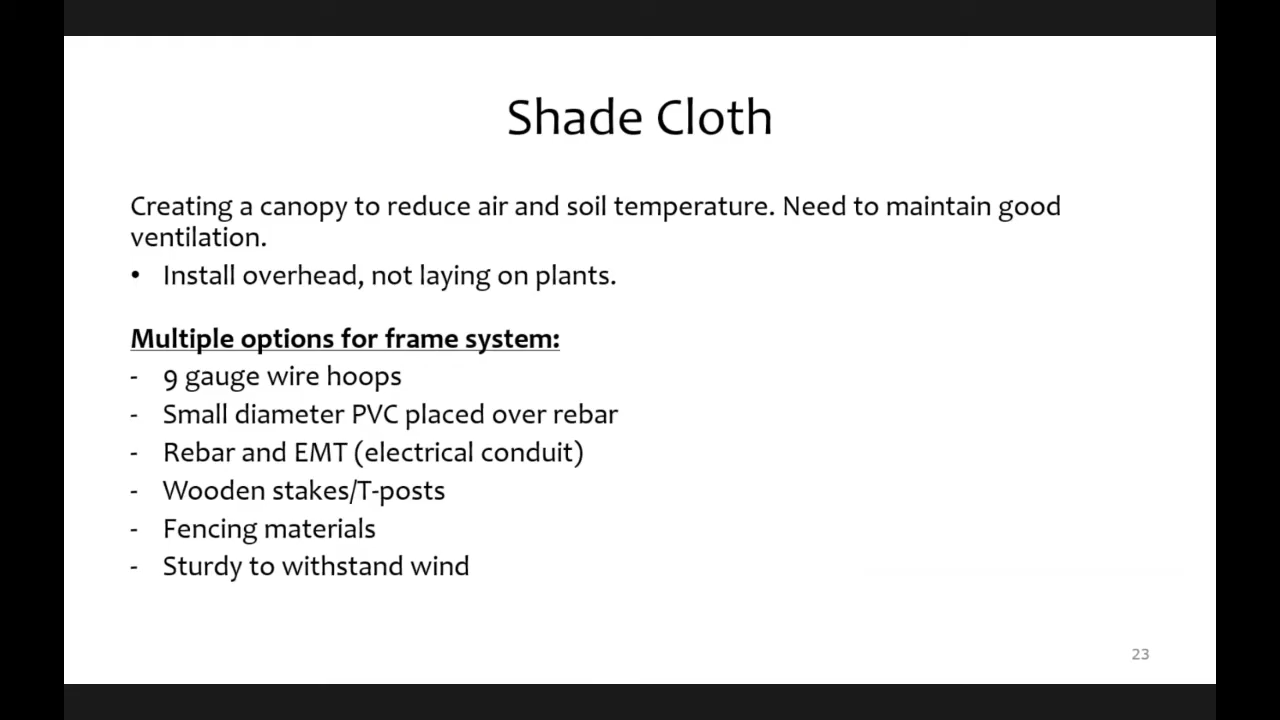 Shade Cloth
Creating a canopy to reduce air and soil temperature. Need to maintain good
ventilation.
• Install overhead, not laying on plants.
Multiple options for frame system:
- 9 gauge wire hoops
- Small diameter PVC placed over rebar
- Rebar and EMT (electrical conduit)
- Wooden stakes/T-posts
- Fencing materials
- Sturdy to withstand wind
23